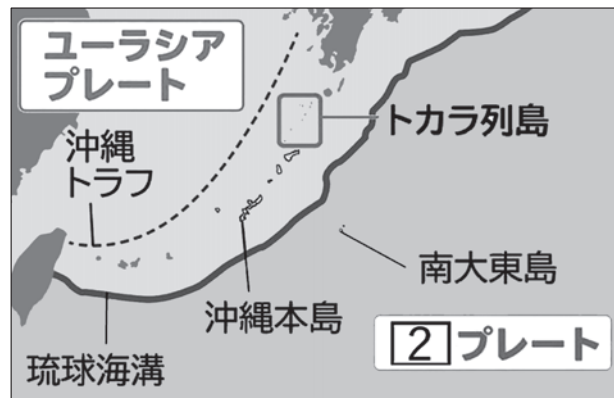 ユーラシア
プレート
沖縄
トラフ
トカラ列島
南大東島
沖縄本島
2プレート
琉球海溝